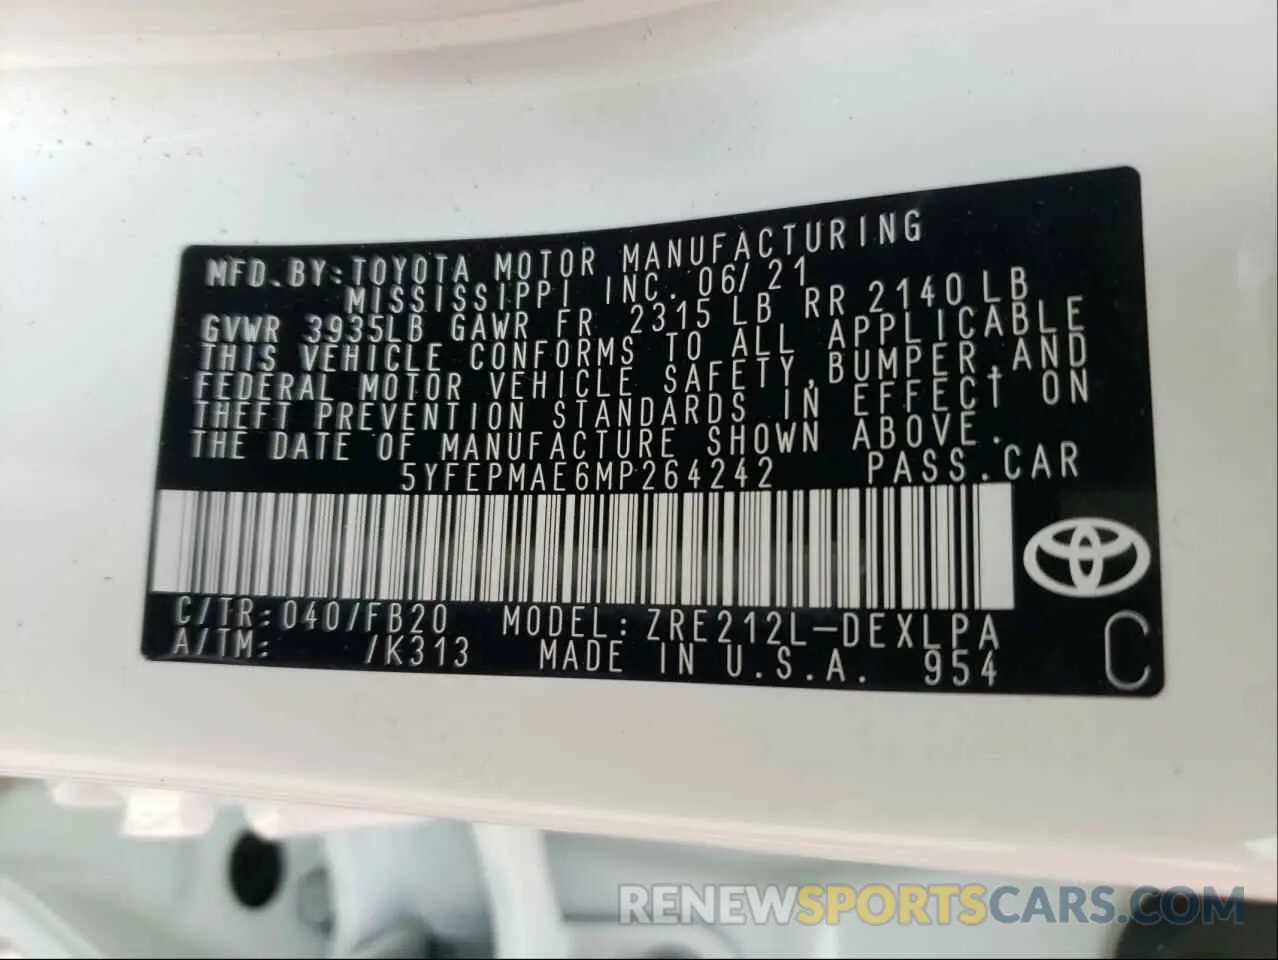 MFD.BY:TOYOTA MOTOR MANUFACTURING
MISSISSIPPI INC. 06/21
GVWR 3935LB GAWR FR 2315 LB RR 2140 LB
THIS VEHICLE CONFORMS TO ALL APPLICABLE
FEDERAL MOTOR VEHICLE SAFETY,BUMPER,AND
THEFT PREVENTION STANDARDS IN EFFECT ON
THE DATE OF MANUFACTURE SHOWN ABOVE.
5YFEPMAE6MP264242 PASS.CAR
C/TR:040/FB20 MODEL:ZRE212L-DEXLPA
A/TM: /K313 MADE IN U.S.A. 954 C
RENEWSPORTSCARS.COM